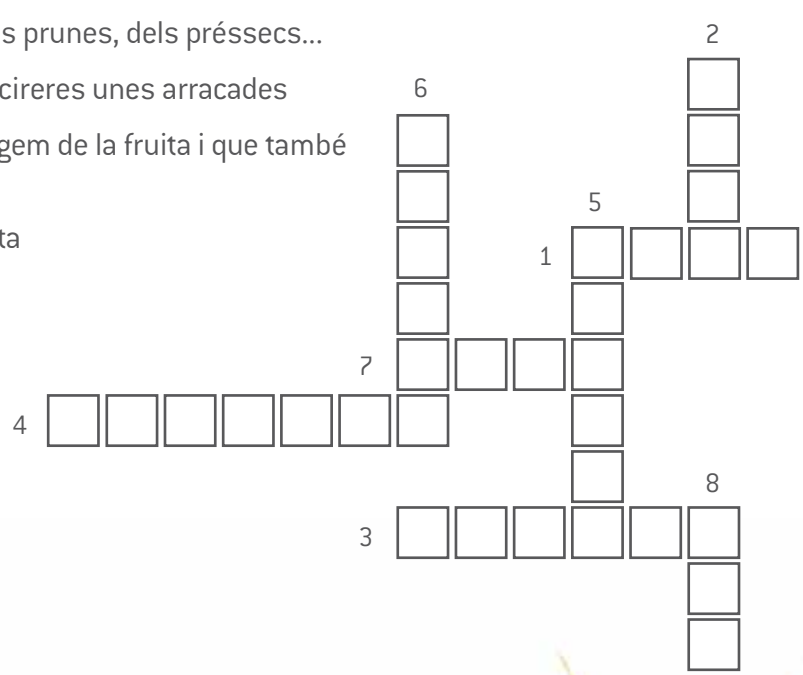 s prunes, dels préssecs...
cireres unes arracades
gem de la fruita i que també
ta
2
6
5
1
7
4
8
3